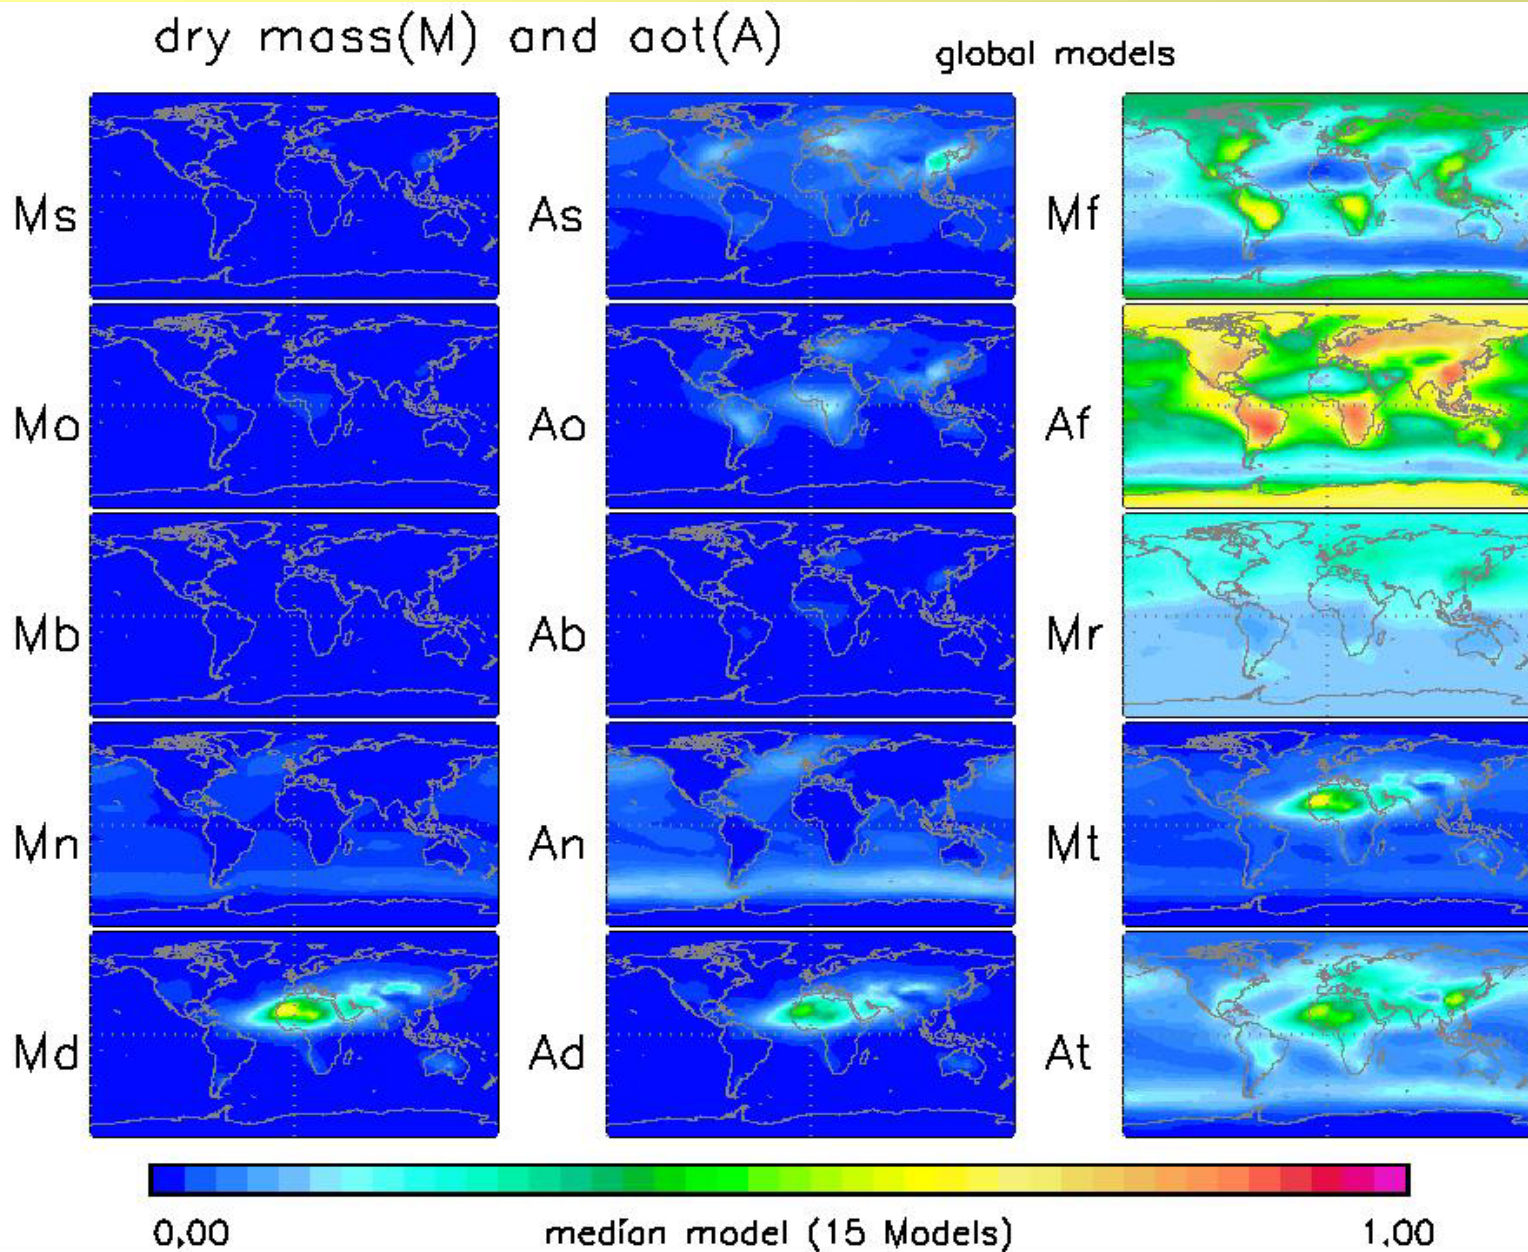 dry mass(M) and aot(A)
global models
Ms As Mf
Mo Ao Af
Mb Ab Mr
Mn An Mt
Md Ad At
0,00 median model (15 Models) 1,00